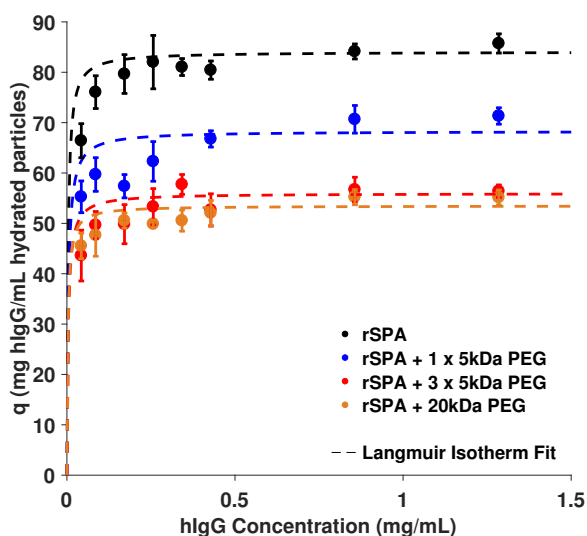 q (mg hIgG/mL hydrated particles)
90
80
70
60
50
40
30
20
10
0
rSPA
rSPA + 1 x 5kDa PEG
rSPA + 3 x 5kDa PEG
rSPA + 20kDa PEG
Langmuir Isotherm Fit
0
0.5
1
1.5
hIgG Concentration (mg/mL)